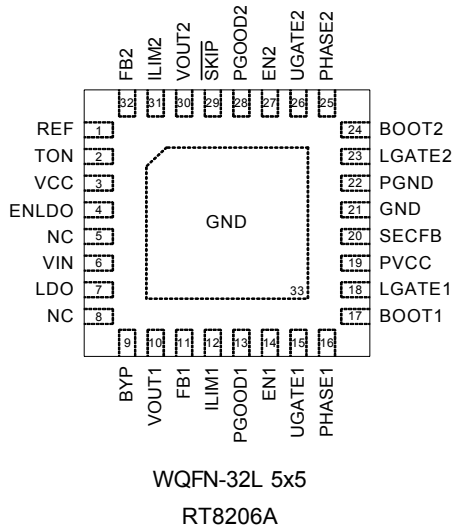 FB2
ILIM2
VOUT2
SKIP
PGOOD2
EN2
UGATE2
PHASE2
32
31
30
29
28
27
26
25
REF 1
TON 2
VCC 3
ENLDO 4
NC 5
VIN 6
LDO 7
NC 8
GND
33
24 BOOT2
23 LGATE2
22 PGND
21 GND
20 SECFB
19 PVCC
18 LGATE1
17 BOOT1
9
10
11
12
13
14
15
16
BYP
VOUT1
FB1
ILIM1
PGOOD1
EN1
UGATE1
PHASE1
WQFN-32L 5x5
RT8206A